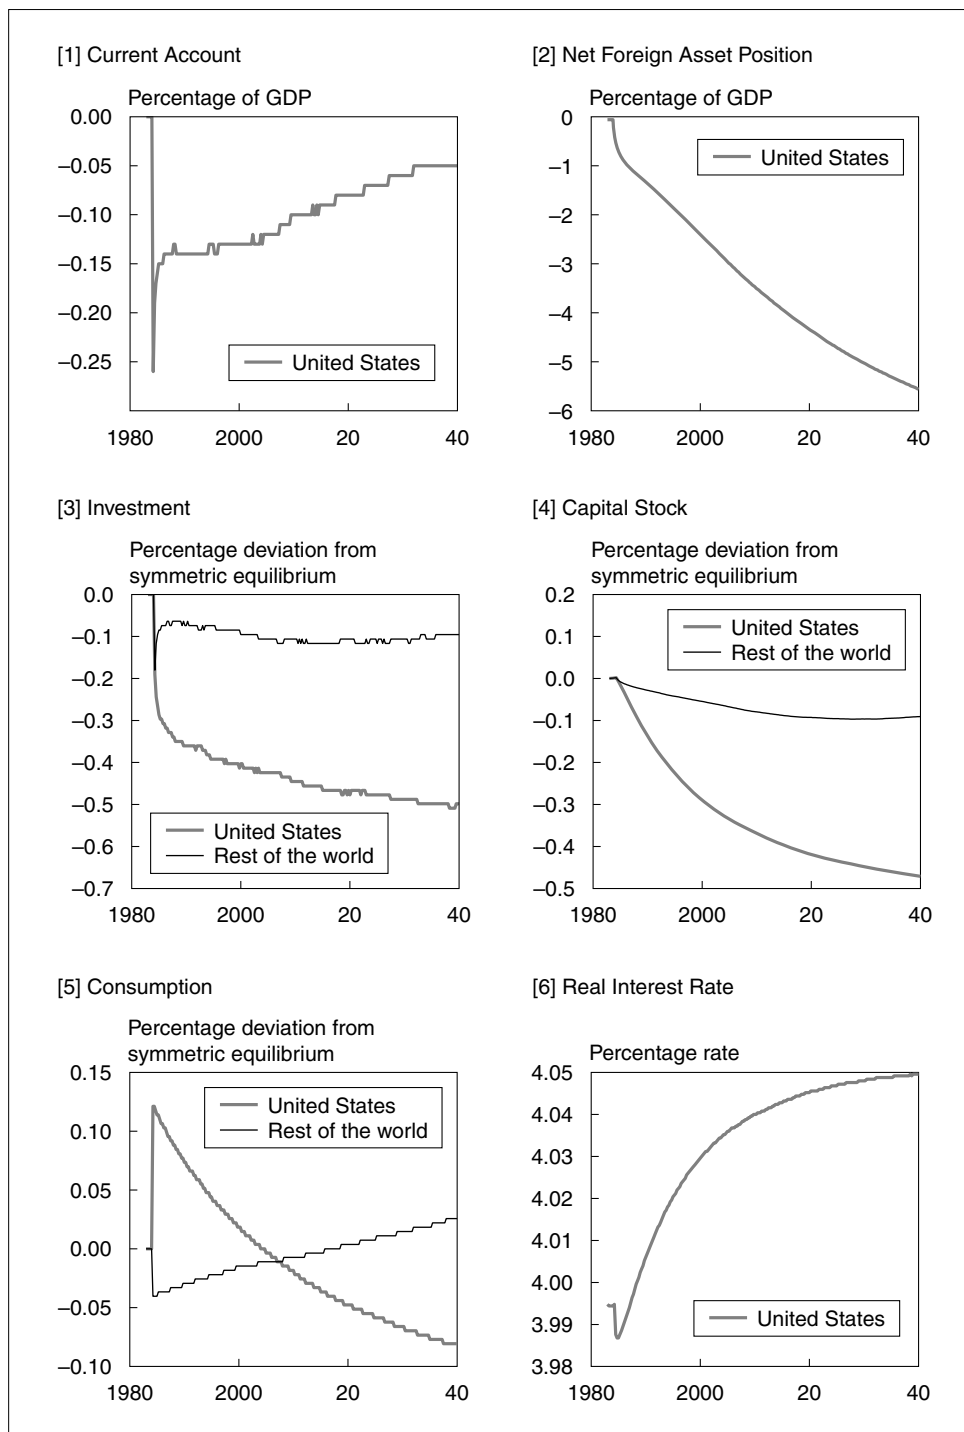 [1] Current Account
Percentage of GDP
0.00
–0.05
–0.10
–0.15
–0.20
–0.25
United States
1980 2000 20 40
[2] Net Foreign Asset Position
Percentage of GDP
0
–1
–2
–3
–4
–5
–6
United States
1980 2000 20 40
[3] Investment
Percentage deviation from
symmetric equilibrium
0.0
–0.1
–0.2
–0.3
–0.4
–0.5
–0.6
–0.7
United States
Rest of the world
1980 2000 20 40
[4] Capital Stock
Percentage deviation from
symmetric equilibrium
0.2
0.1
0.0
–0.1
–0.2
–0.3
–0.4
–0.5
United States
Rest of the world
1980 2000 20 40
[5] Consumption
Percentage deviation from
symmetric equilibrium
0.15
0.10
0.05
0.00
–0.05
–0.10
United States
Rest of the world
1980 2000 20 40
[6] Real Interest Rate
Percentage rate
4.05
4.04
4.03
4.02
4.01
4.00
3.99
3.98
United States
1980 2000 20 40